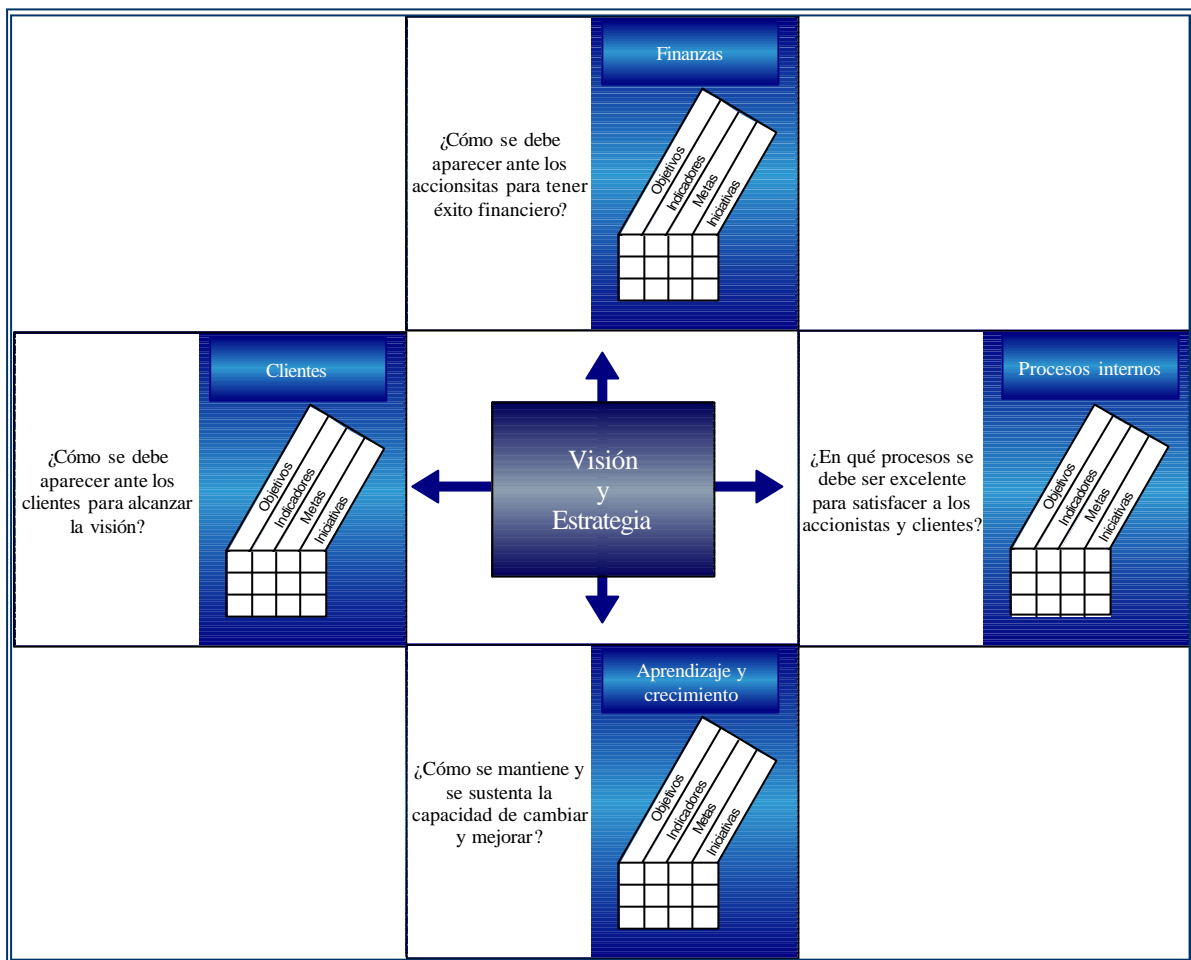 Finanzas
¿Cómo se debe
aparecer ante los
accionsitas para tener
éxito financiero?
Objetivos
Indicadores
Metas
Iniciativas
Clientes
¿Cómo se debe
aparecer ante los
clientes para alcanzar
la visión?
Objetivos
Indicadores
Metas
Iniciativas
Visión
y
Estrategia
Procesos internos
¿En qué procesos se
debe ser excelente
para satisfacer a los
accionistas y clientes?
Objetivos
Indicadores
Metas
Iniciativas
Aprendizaje y
crecimiento
¿Cómo se mantiene y
se sustenta la
capacidad de cambiar
y mejorar?
Objetivos
Indicadores
Metas
Iniciativas